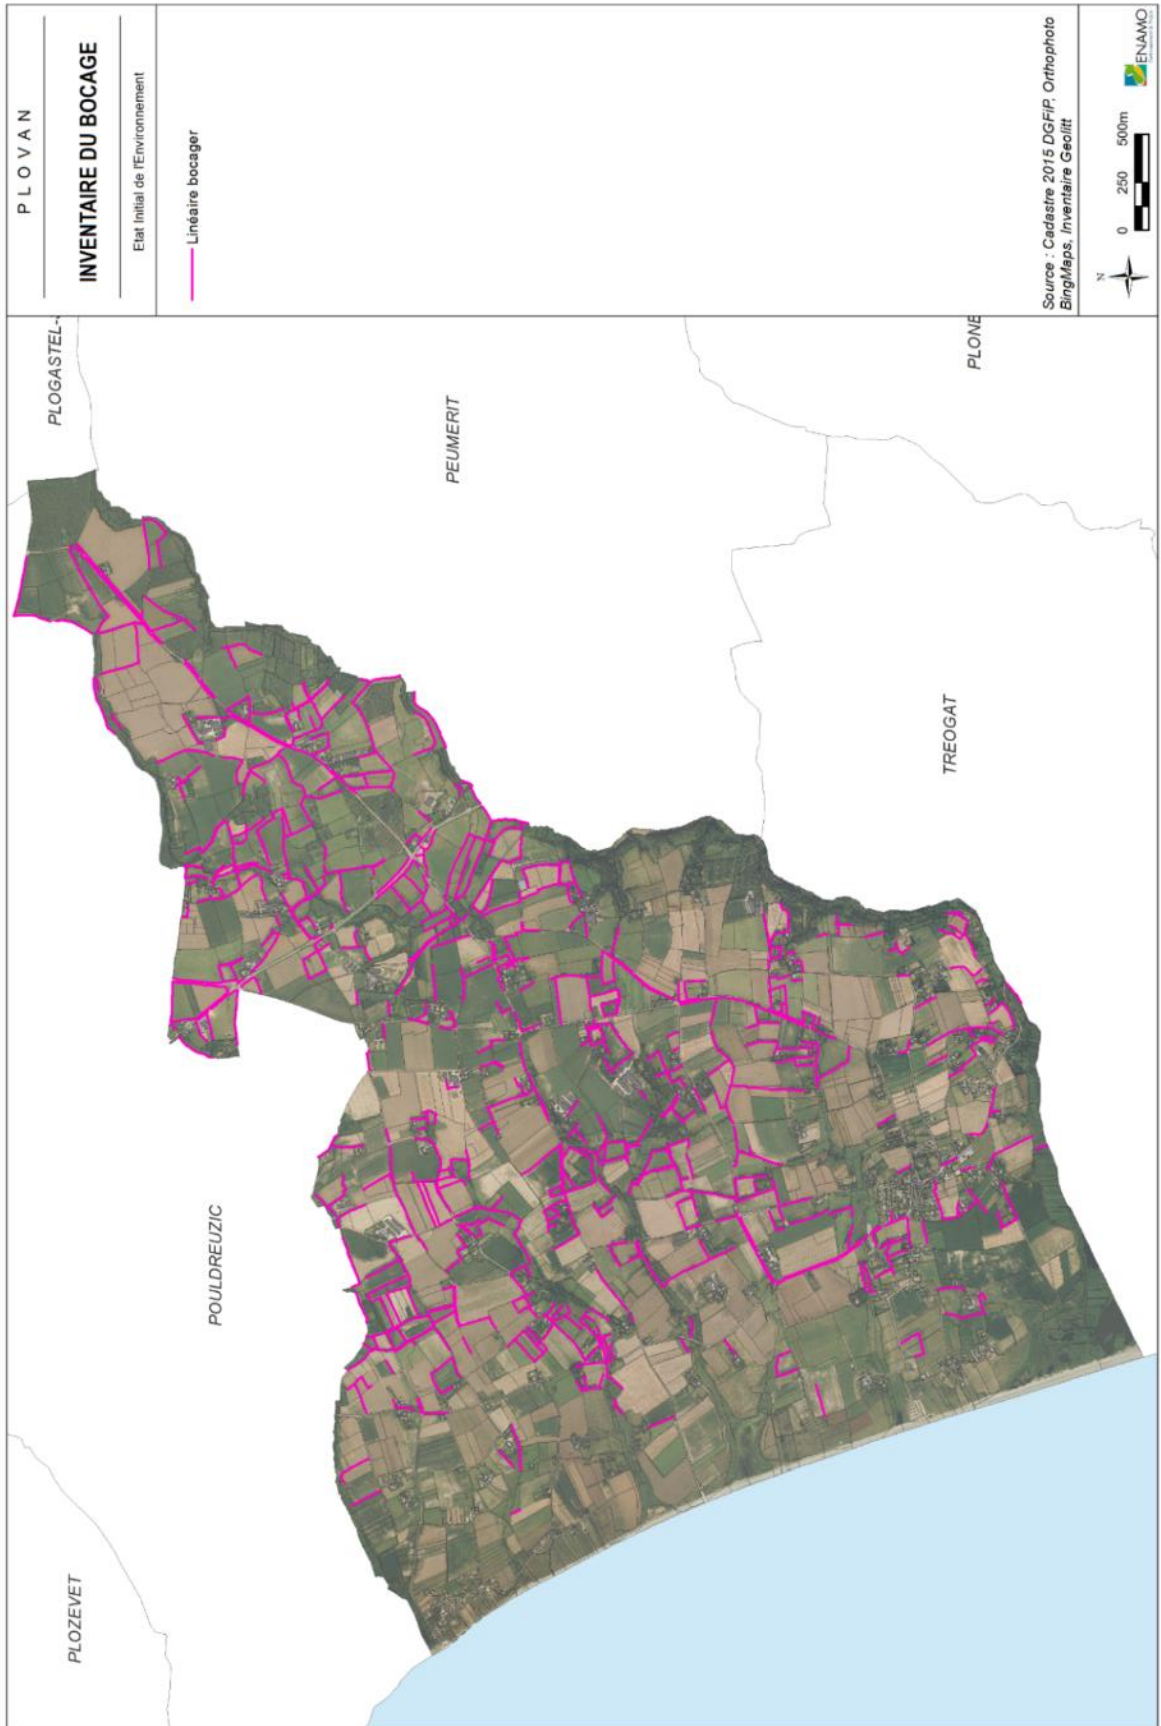 PLOVAN
INVENTAIRE DU BOCAGE
Etat Initial de l'Environnement
Linéaire bocager
PLOGASTEL-
PEUMERIT
PLONE
TREOGAT
POULDREUZIC
PLOZEVET
Source : Cadastre 2015 DGFiP, Orthophoto
BingMaps, Inventaire Geolitt
N
0 250 500m
ENAMO